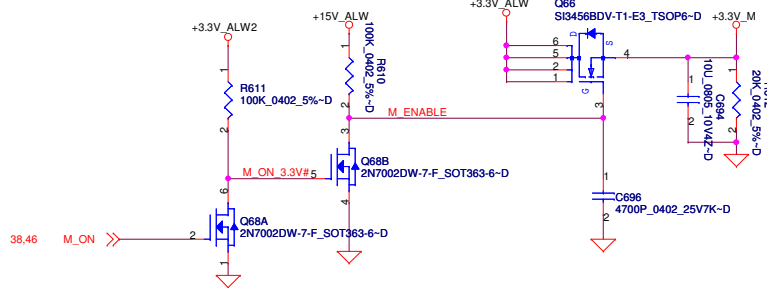 +3.3V_ALW
Q66
SI3456BDV-T1-E3_TSOP6~D
+3.3V_M
+15V_ALW
+3.3V_ALW2
R611
100K_0402_5%~D
R610
100K_0402_5%~D
1
2
1
2
6
5
2
1
D
S
G
4
3
C694
10U_0805_10V4Z~D
1
2
20K_0402_5%~D
1
2
M_ENABLE
3
Q68B
2N7002DW-7-F_SOT363-6~D
M_ON_3.3V#
5
4
6
Q68A
2N7002DW-7-F_SOT363-6~D
38,46
M_ON
2
1
1
C696
4700P_0402_25V7K~D
2